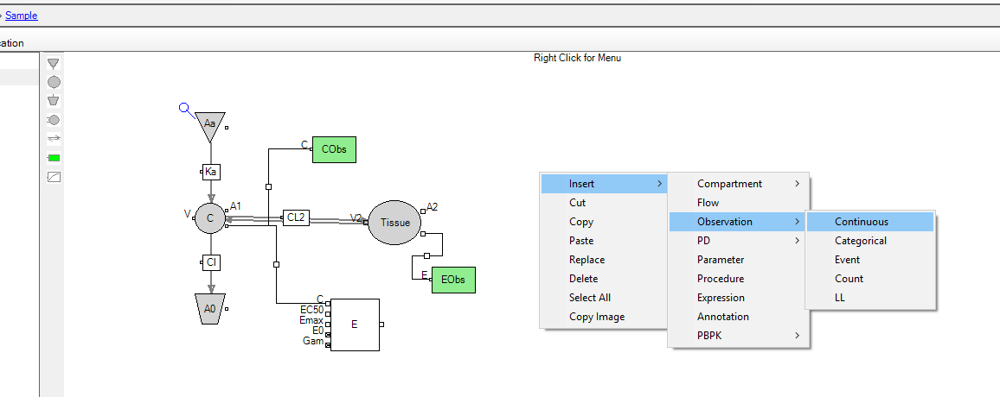 > Sample
cation
Right Click for Menu
Aa
C
CObs
Ka
Insert >
Compartment >
Cut
Flow
Copy
Observation >
Continuous
Paste
PD >
Categorical
Replace
Parameter
Event
Delete
Procedure
Count
Select All
Expression
LL
Copy Image
Annotation
PBPK >
V
A1
C
CL2
V2
Tissue
A2
Cl
E
EObs
A0
C
EC50
Emax
E0
Gam
E